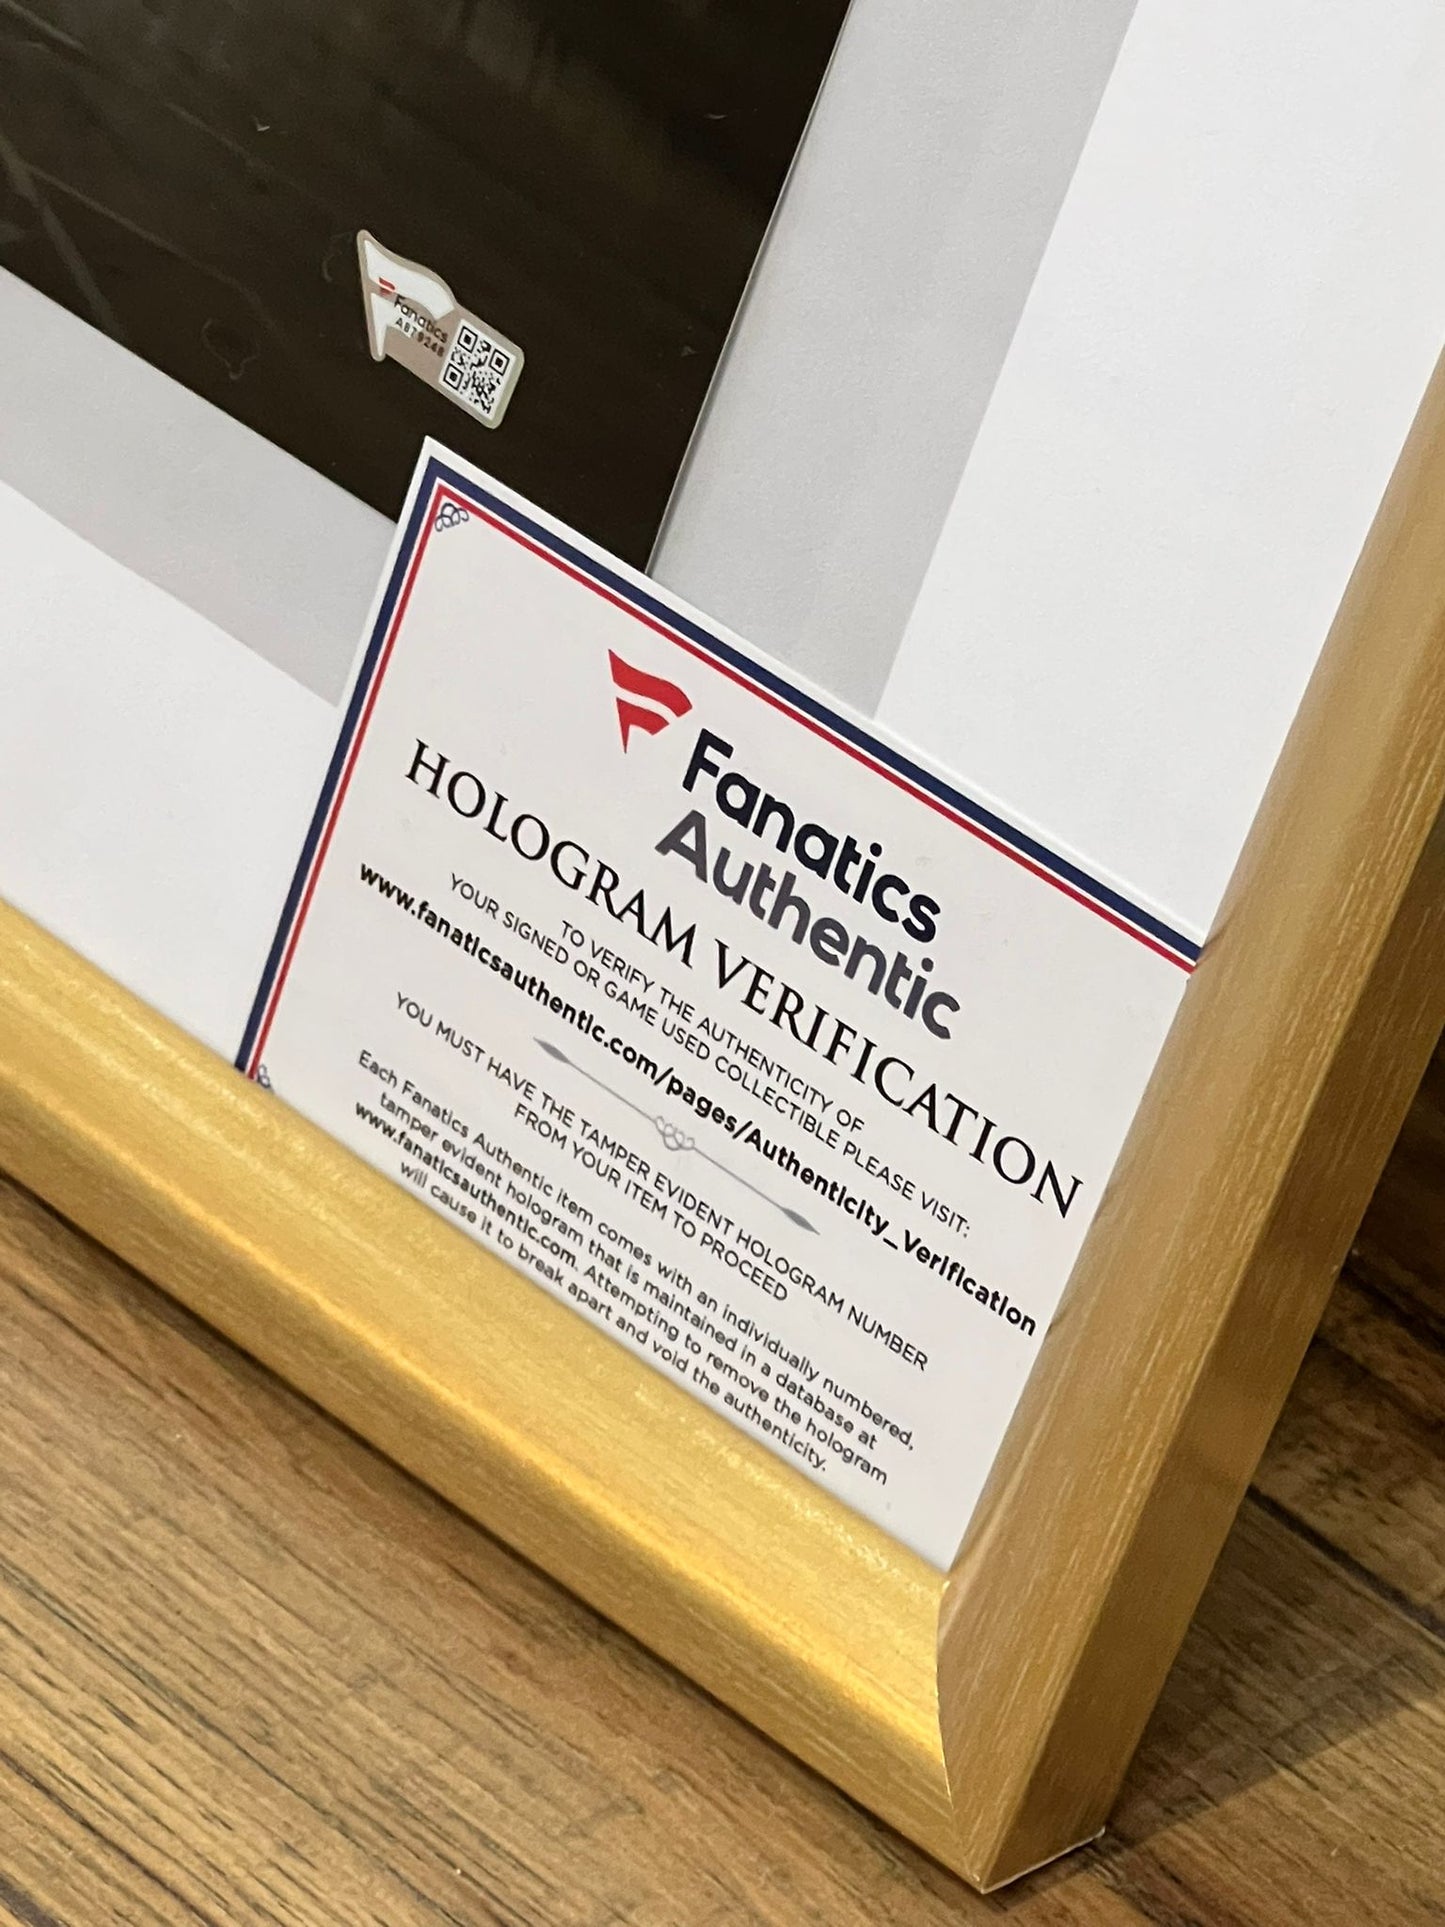 Fanatics
A879248
Fanatics
Authentic
HOLOGRAM VERIFICATION
TO VERIFY THE AUTHENTICITY OF
YOUR SIGNED OR GAME USED COLLECTIBLE PLEASE VISIT:
www.fanaticsauthentic.com/pages/Authenticity_Verification
YOU MUST HAVE THE TAMPER EVIDENT HOLOGRAM NUMBER
FROM YOUR ITEM TO PROCEED
Each Fanatics Authentic item comes with an individually numbered,
tamper evident hologram that is maintained in a database at
www.fanaticsauthentic.com. Attempting to remove the hologram
will cause it to break apart and void the authenticity.